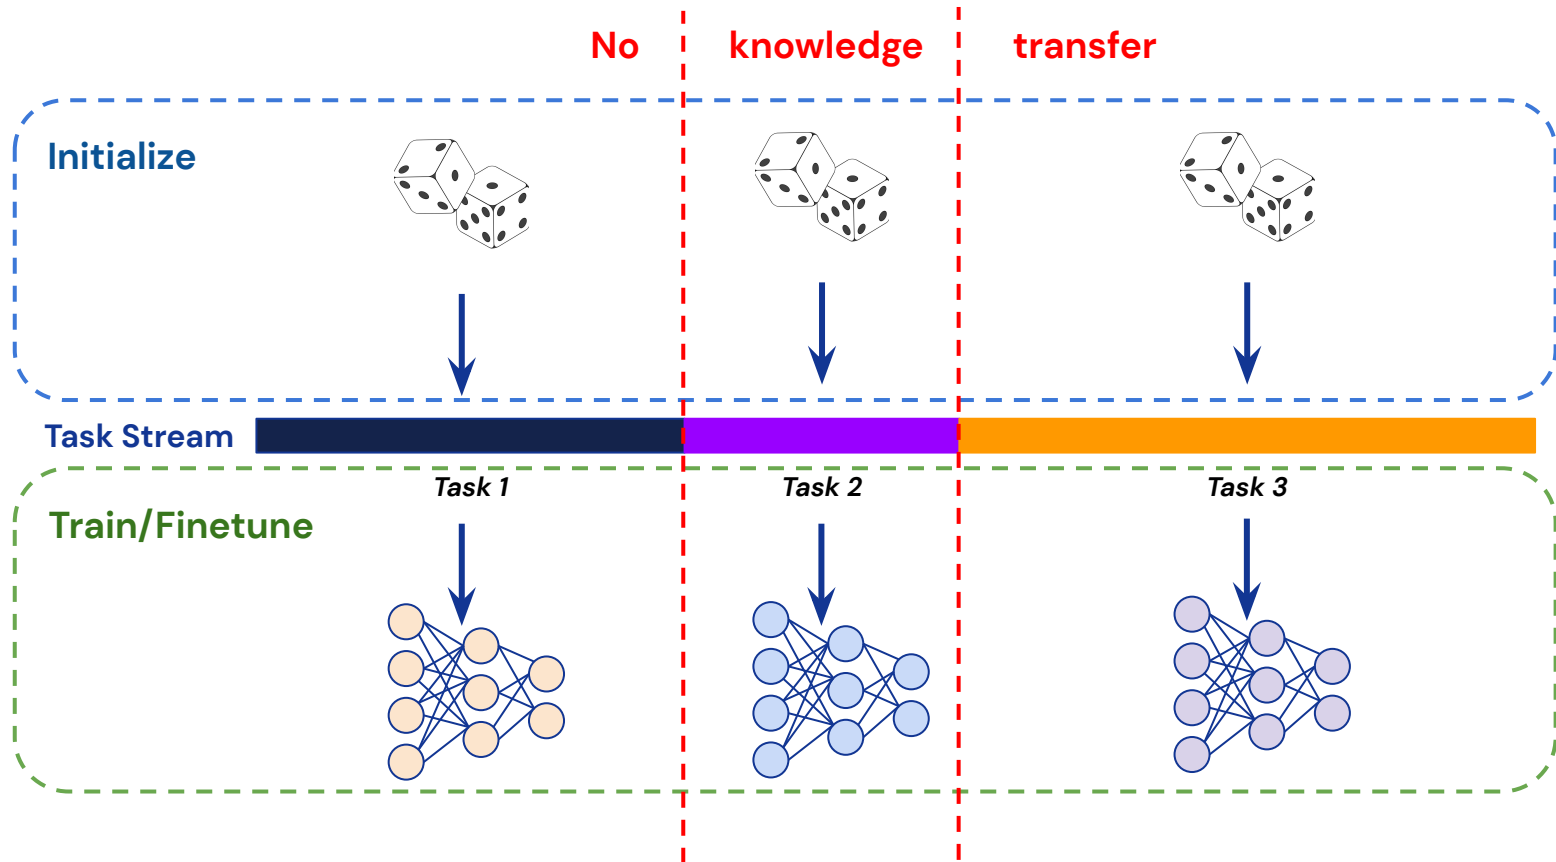 No knowledge transfer
Initialize
Task Stream
Task 1 Task 2 Task 3
Train/Finetune